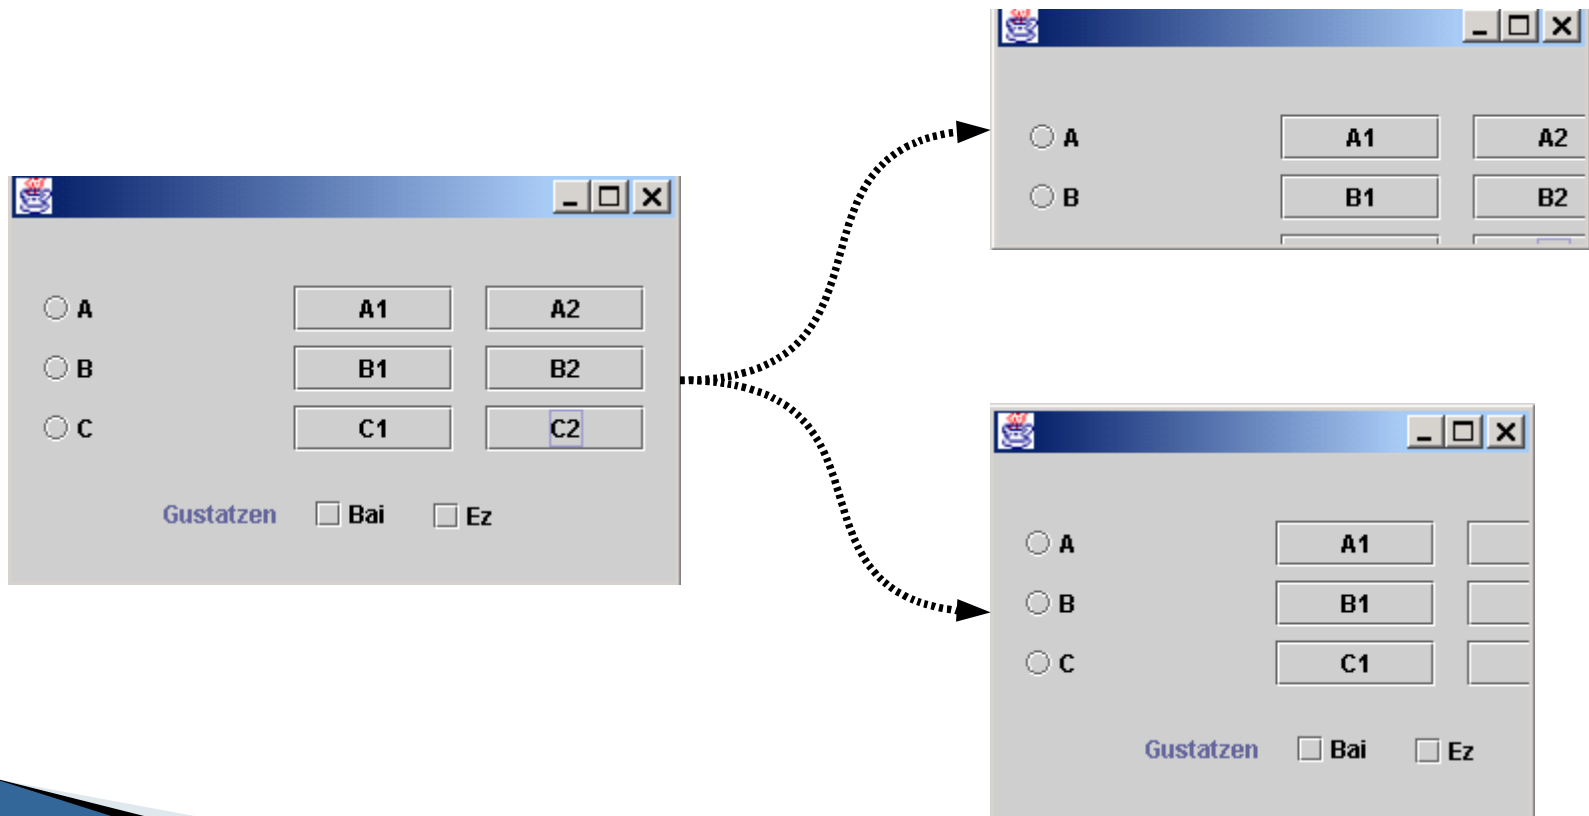 A A1 A2
B B1 B2
C C1 C2
Gustatzen Bai Ez
A A1 A2
B B1 B2
A A1
B B1
C C1
Gustatzen Bai Ez